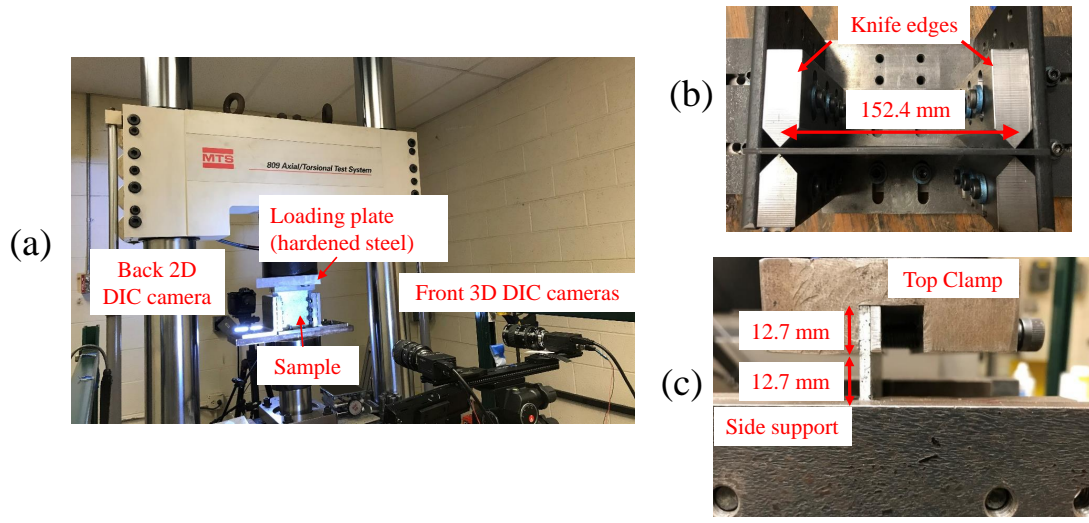 (a)
MTS
809 Axial/Torsional Test System
Loading plate
(hardened steel)
Back 2D
DIC camera
Front 3D DIC cameras
Sample
(b)
Knife edges
152.4 mm
(c)
Top Clamp
12.7 mm
12.7 mm
Side support